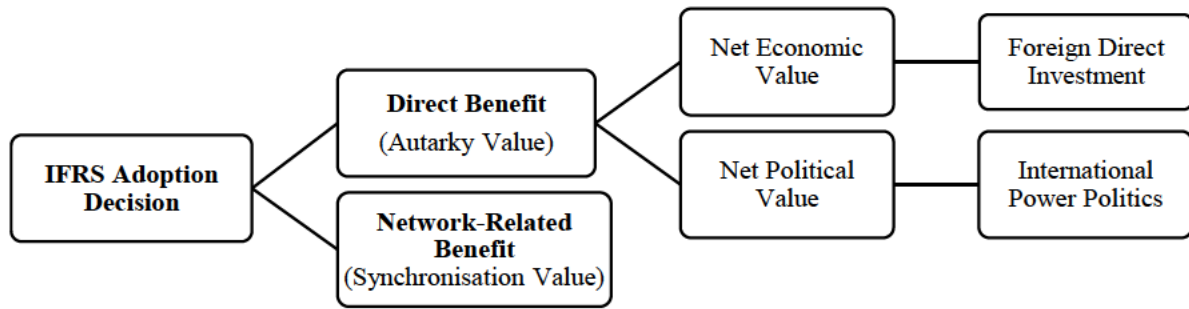 IFRS Adoption
Decision
Direct Benefit
(Autarky Value)
Network-Related
Benefit
(Synchronisation Value)
Net Economic
Value
Net Political
Value
Foreign Direct
Investment
International
Power Politics